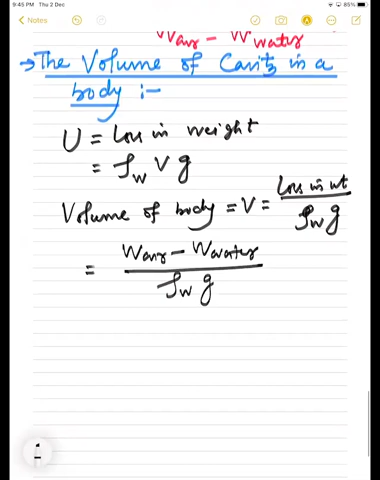 9:45 PM Thu 2 Dec
85%
Notes
Wair - Wwater
→ The Volume of Cavity in a
body :-
U = Loss in weight
= ρw V g
Volume of body = V = Loss in wt / ρw g
= Wair - Wwater / ρw g